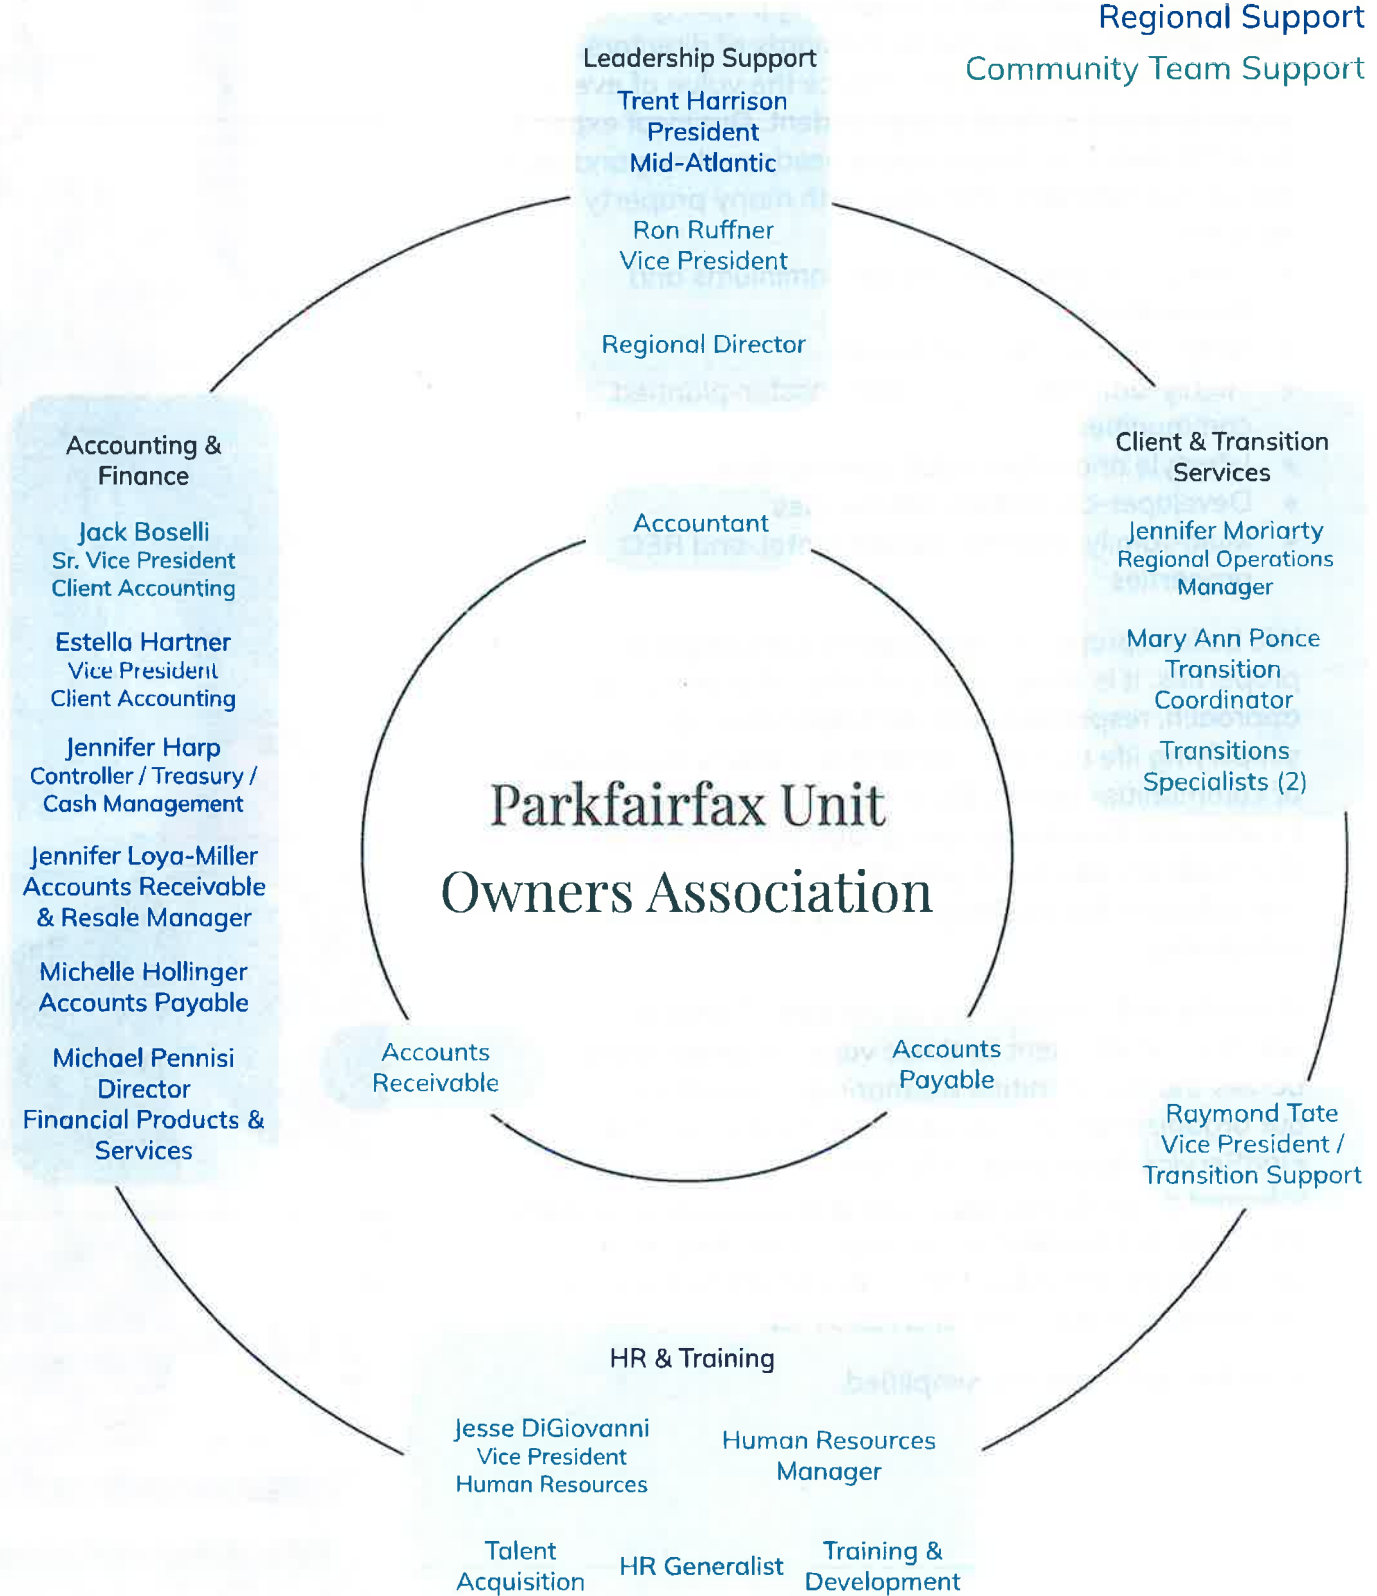 Regional Support
Community Team Support
Leadership Support
Trent Harrison
President
Mid-Atlantic
Ron Ruffner
Vice President
Regional Director
Accounting &
Finance
Jack Boselli
Sr. Vice President
Client Accounting
Estella Hartner
Vice President
Client Accounting
Jennifer Harp
Controller / Treasury /
Cash Management
Jennifer Loya-Miller
Accounts Receivable
& Resale Manager
Michelle Hollinger
Accounts Payable
Michael Pennisi
Director
Financial Products &
Services
Client & Transition
Services
Jennifer Moriarty
Regional Operations
Manager
Mary Ann Ponce
Transition
Coordinator
Transitions
Specialists (2)
Raymond Tate
Vice President /
Transition Support
Accountant
Parkfairfax Unit
Owners Association
Accounts
Receivable
Accounts
Payable
HR & Training
Jesse DiGiovanni
Vice President
Human Resources
Human Resources
Manager
Talent
Acquisition
HR Generalist
Training &
Development